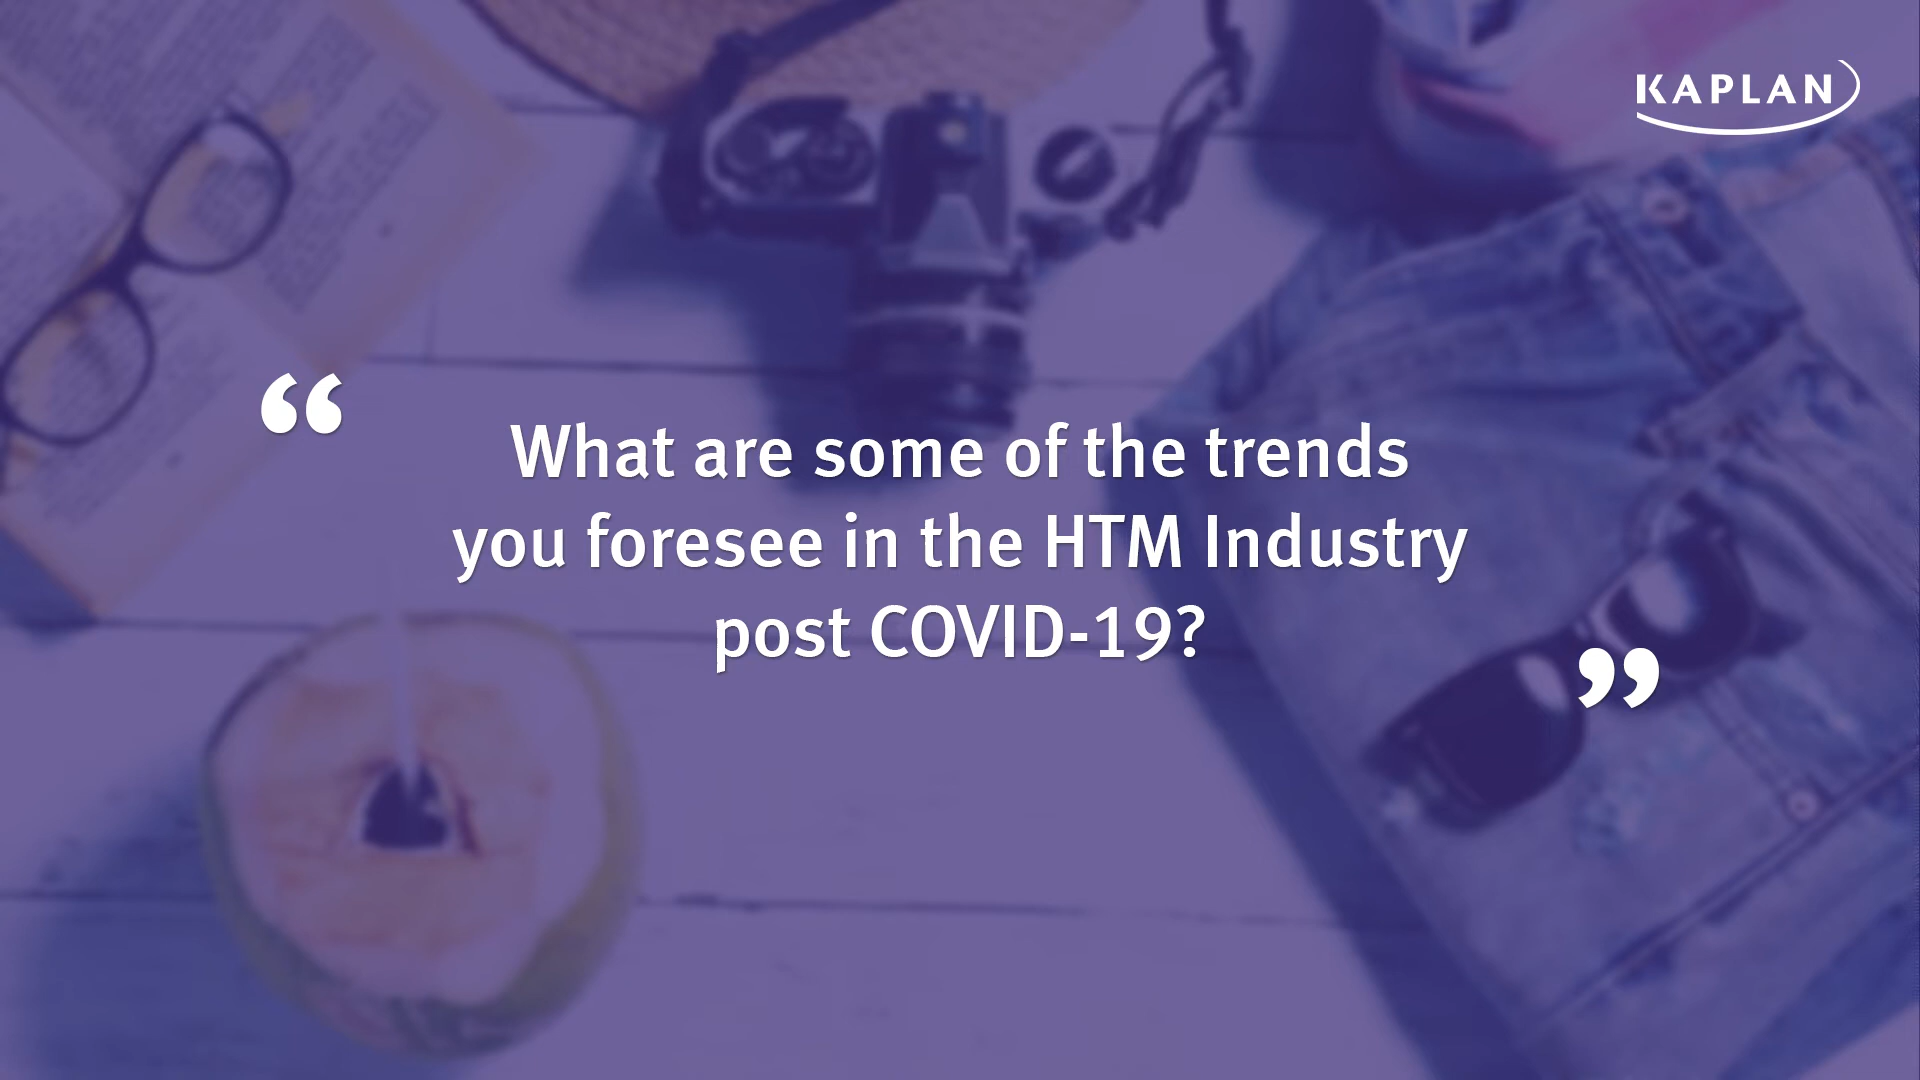 KAPLAN
“
What are some of the trends
you foresee in the HTM Industry
post COVID-19?
”